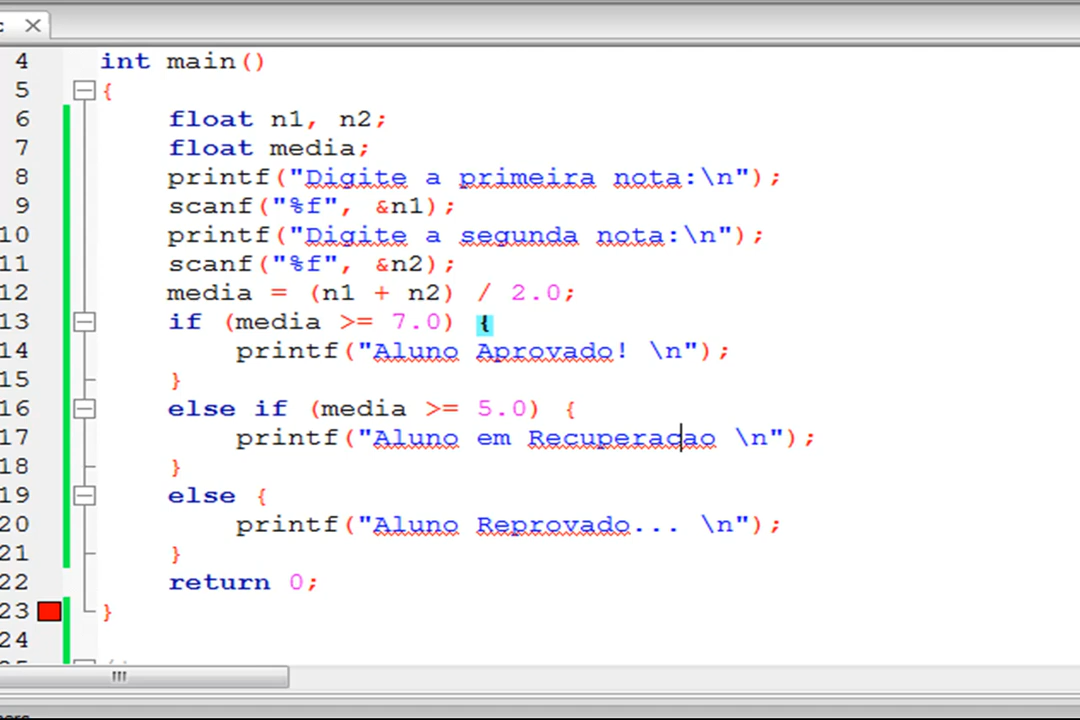 c
4 int main()
5 {
6 float n1, n2;
7 float media;
8 printf("Digite a primeira nota:\n");
9 scanf("%f", &n1);
10 printf("Digite a segunda nota:\n");
11 scanf("%f", &n2);
12 media = (n1 + n2) / 2.0;
13 if (media >= 7.0) {
14 printf("Aluno Aprovado! \n");
15 }
16 else if (media >= 5.0) {
17 printf("Aluno em Recuperacao \n");
18 }
19 else {
20 printf("Aluno Reprovado... \n");
21 }
22 return 0;
23 }
24